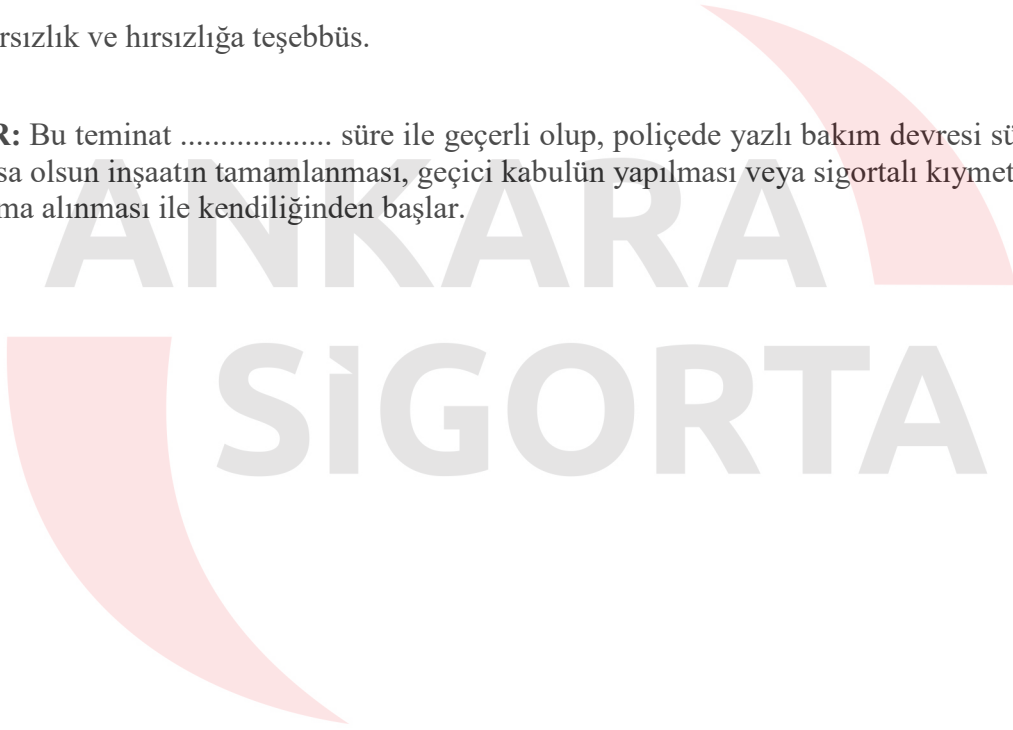 rsızlık ve hırsızlığa teşebbüs.
R: Bu teminat ................... süre ile geçerli olup, poliçede yazlı bakım devresi sü
sa olsun inşaatın tamamlanması, geçici kabulün yapılması veya sigortalı kıymet
ma alınması ile kendiliğinden başlar.
ANKARA
SİGORTA